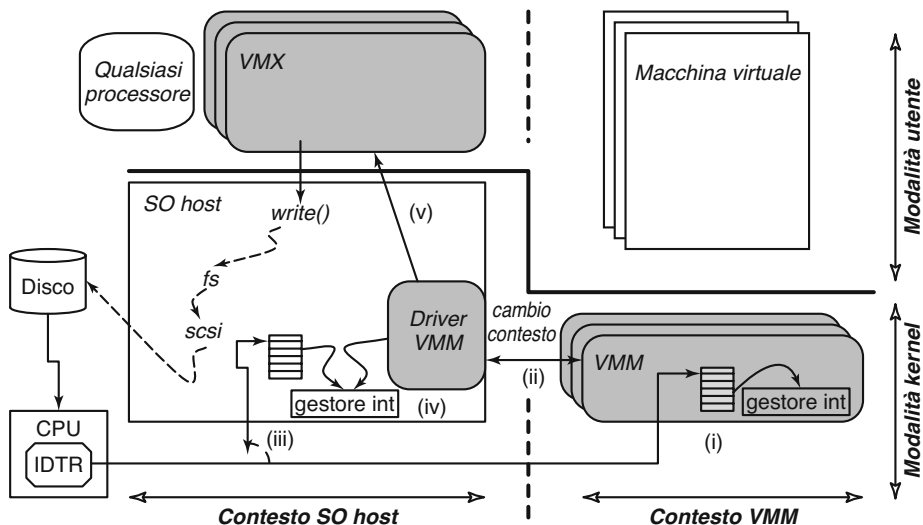 VMX
Qualsiasi
processore
Macchina virtuale
Modalità utente
SO host
write()
(v)
fs
Disco
scsi
Driver
VMM
cambio
contesto
VMM
(ii)
gestore int
(iv)
gestore int
(i)
CPU
(iii)
IDTR
Modalità kernel
Contesto SO host
Contesto VMM